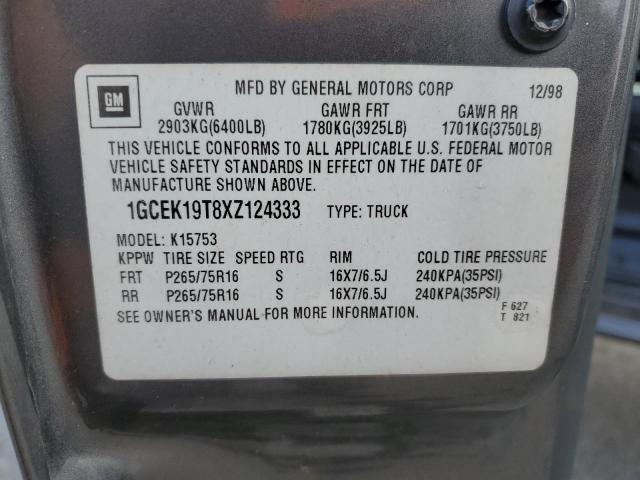 GM
MFD BY GENERAL MOTORS CORP 12/98
GVWR GAWR FRT GAWR RR
2903KG(6400LB) 1780KG(3925LB) 1701KG(3750LB)
THIS VEHICLE CONFORMS TO ALL APPLICABLE U.S. FEDERAL MOTOR
VEHICLE SAFETY STANDARDS IN EFFECT ON THE DATE OF
MANUFACTURE SHOWN ABOVE.
1GCEK19T8XZ124333 TYPE: TRUCK
MODEL: K15753
KPPW TIRE SIZE SPEED RTG RIM COLD TIRE PRESSURE
FRT P265/75R16 S 16X7/6.5J 240KPA(35PSI)
RR P265/75R16 S 16X7/6.5J 240KPA(35PSI)
SEE OWNER'S MANUAL FOR MORE INFORMATION.
F 627
T 821